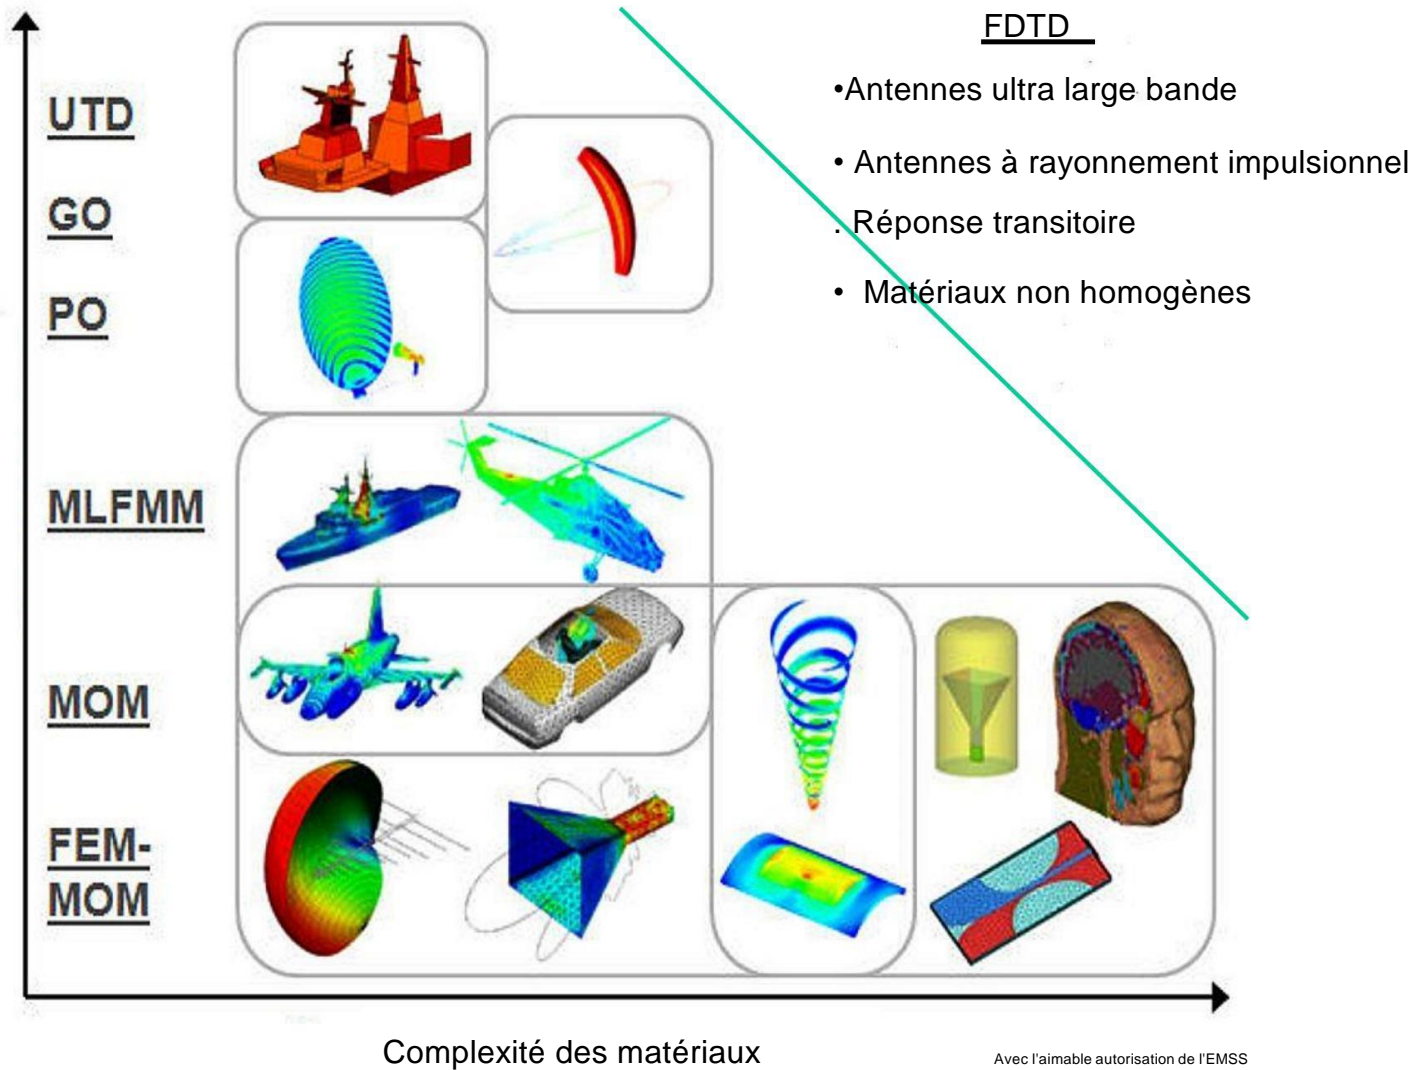 UTD
GO
PO
MLFMM
MOM
FEM-
MOM
FDTD
•Antennes ultra large bande
• Antennes à rayonnement impulsionnel
. Réponse transitoire
• Matériaux non homogènes
Complexité des matériaux
Avec l'aimable autorisation de l'EMSS